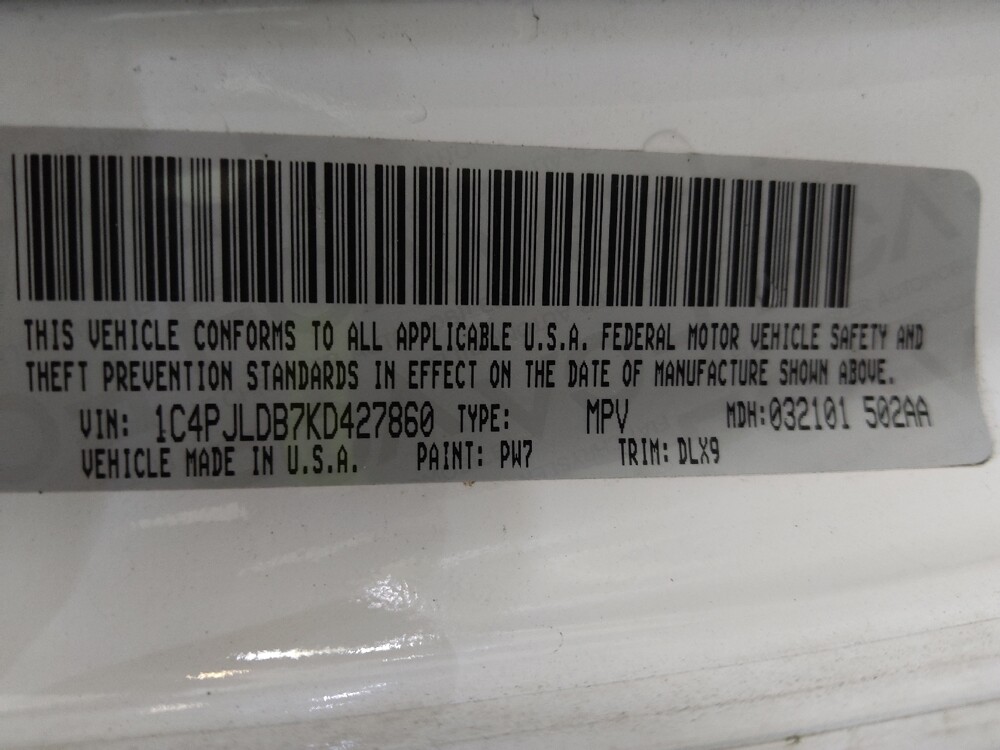 THIS VEHICLE CONFORMS TO ALL APPLICABLE U.S.A. FEDERAL MOTOR VEHICLE SAFETY AND
THEFT PREVENTION STANDARDS IN EFFECT ON THE DATE OF MANUFACTURE SHOWN ABOVE.
VIN: 1C4PJLDB7KD427860 TYPE: MPV MDH:032101 502AA
VEHICLE MADE IN U.S.A. PAINT: PW7 TRIM: DLX9